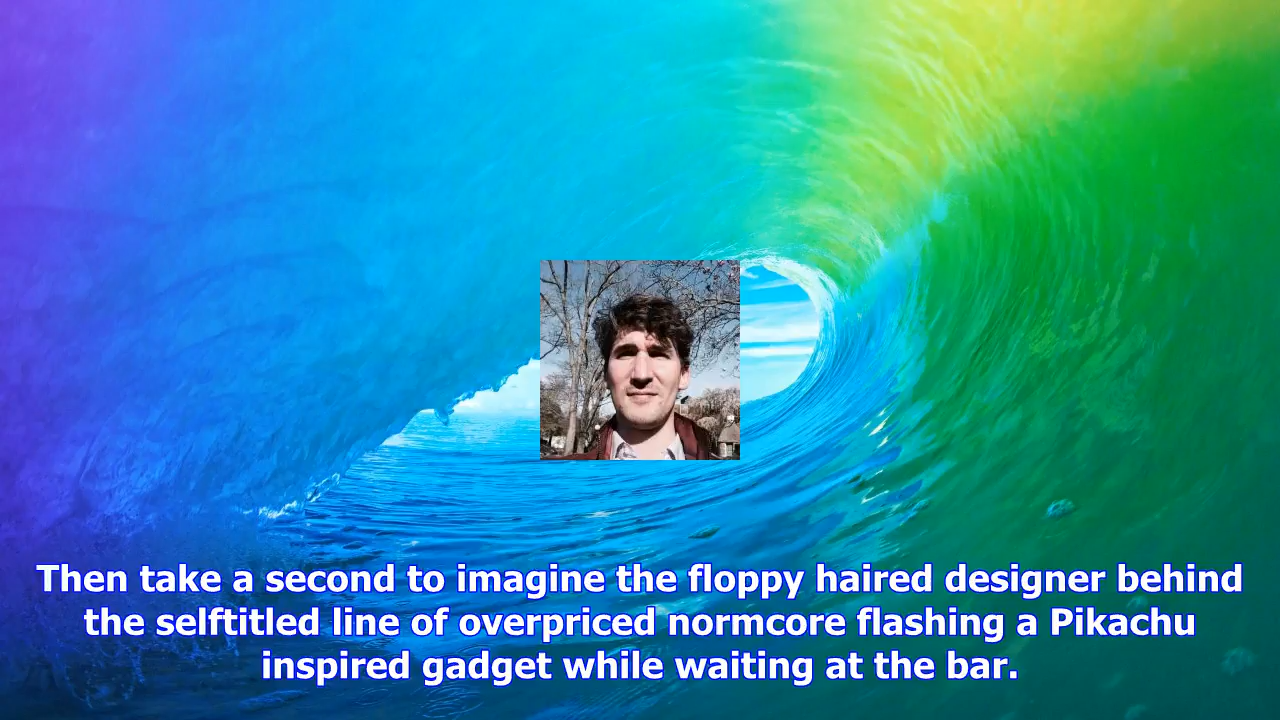 Then take a second to imagine the floppy haired designer behind
the selftitled line of overpriced normcore flashing a Pikachu
inspired gadget while waiting at the bar.